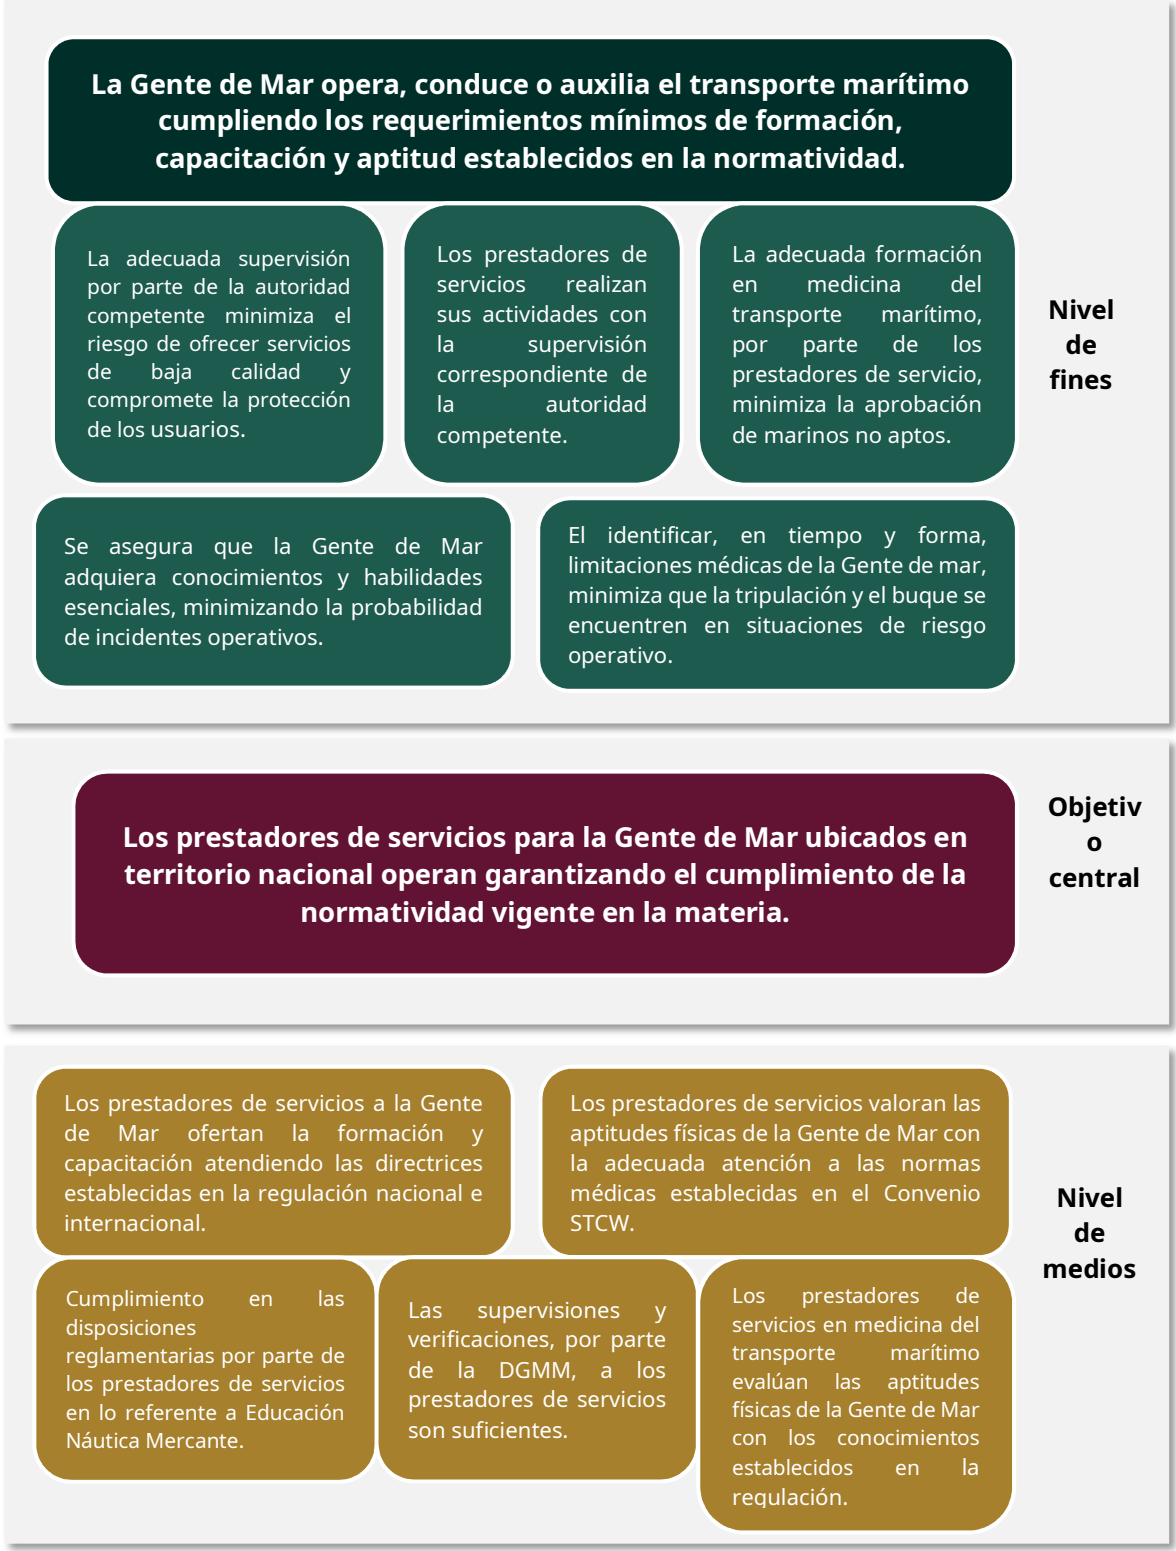 La Gente de Mar opera, conduce o auxilia el transporte marítimo
cumpliendo los requerimientos mínimos de formación,
capacitación y aptitud establecidos en la normatividad.
La adecuada supervisión
por parte de la autoridad
competente minimiza el
riesgo de ofrecer servicios
de baja calidad y
compromete la protección
de los usuarios.
Los prestadores de
servicios realizan
sus actividades con
la supervisión
correspondiente de
la autoridad
competente.
La adecuada formación
en medicina del
transporte marítimo,
por parte de los
prestadores de servicio,
minimiza la aprobación
de marinos no aptos.
Nivel
de
fines
Se asegura que la Gente de Mar
adquiera conocimientos y habilidades
esenciales, minimizando la probabilidad
de incidentes operativos.
El identificar, en tiempo y forma,
limitaciones médicas de la Gente de mar,
minimiza que la tripulación y el buque se
encuentren en situaciones de riesgo
operativo.
Los prestadores de servicios para la Gente de Mar ubicados en
territorio nacional operan garantizando el cumplimiento de la
normatividad vigente en la materia.
Objetiv
o
central
Los prestadores de servicios a la Gente
de Mar ofertan la formación y
capacitación atendiendo las directrices
establecidas en la regulación nacional e
internacional.
Los prestadores de servicios valoran las
aptitudes físicas de la Gente de Mar con
la adecuada atención a las normas
médicas establecidas en el Convenio
STCW.
Nivel
de
medios
Cumplimiento en las
disposiciones
reglamentarias por parte de
los prestadores de servicios
en lo referente a Educación
Náutica Mercante.
Las supervisiones y
verificaciones, por parte
de la DGMM, a los
prestadores de servicios
son suficientes.
Los prestadores de
servicios en medicina del
transporte marítimo
evalúan las aptitudes
físicas de la Gente de Mar
con los conocimientos
establecidos en la
regulación.